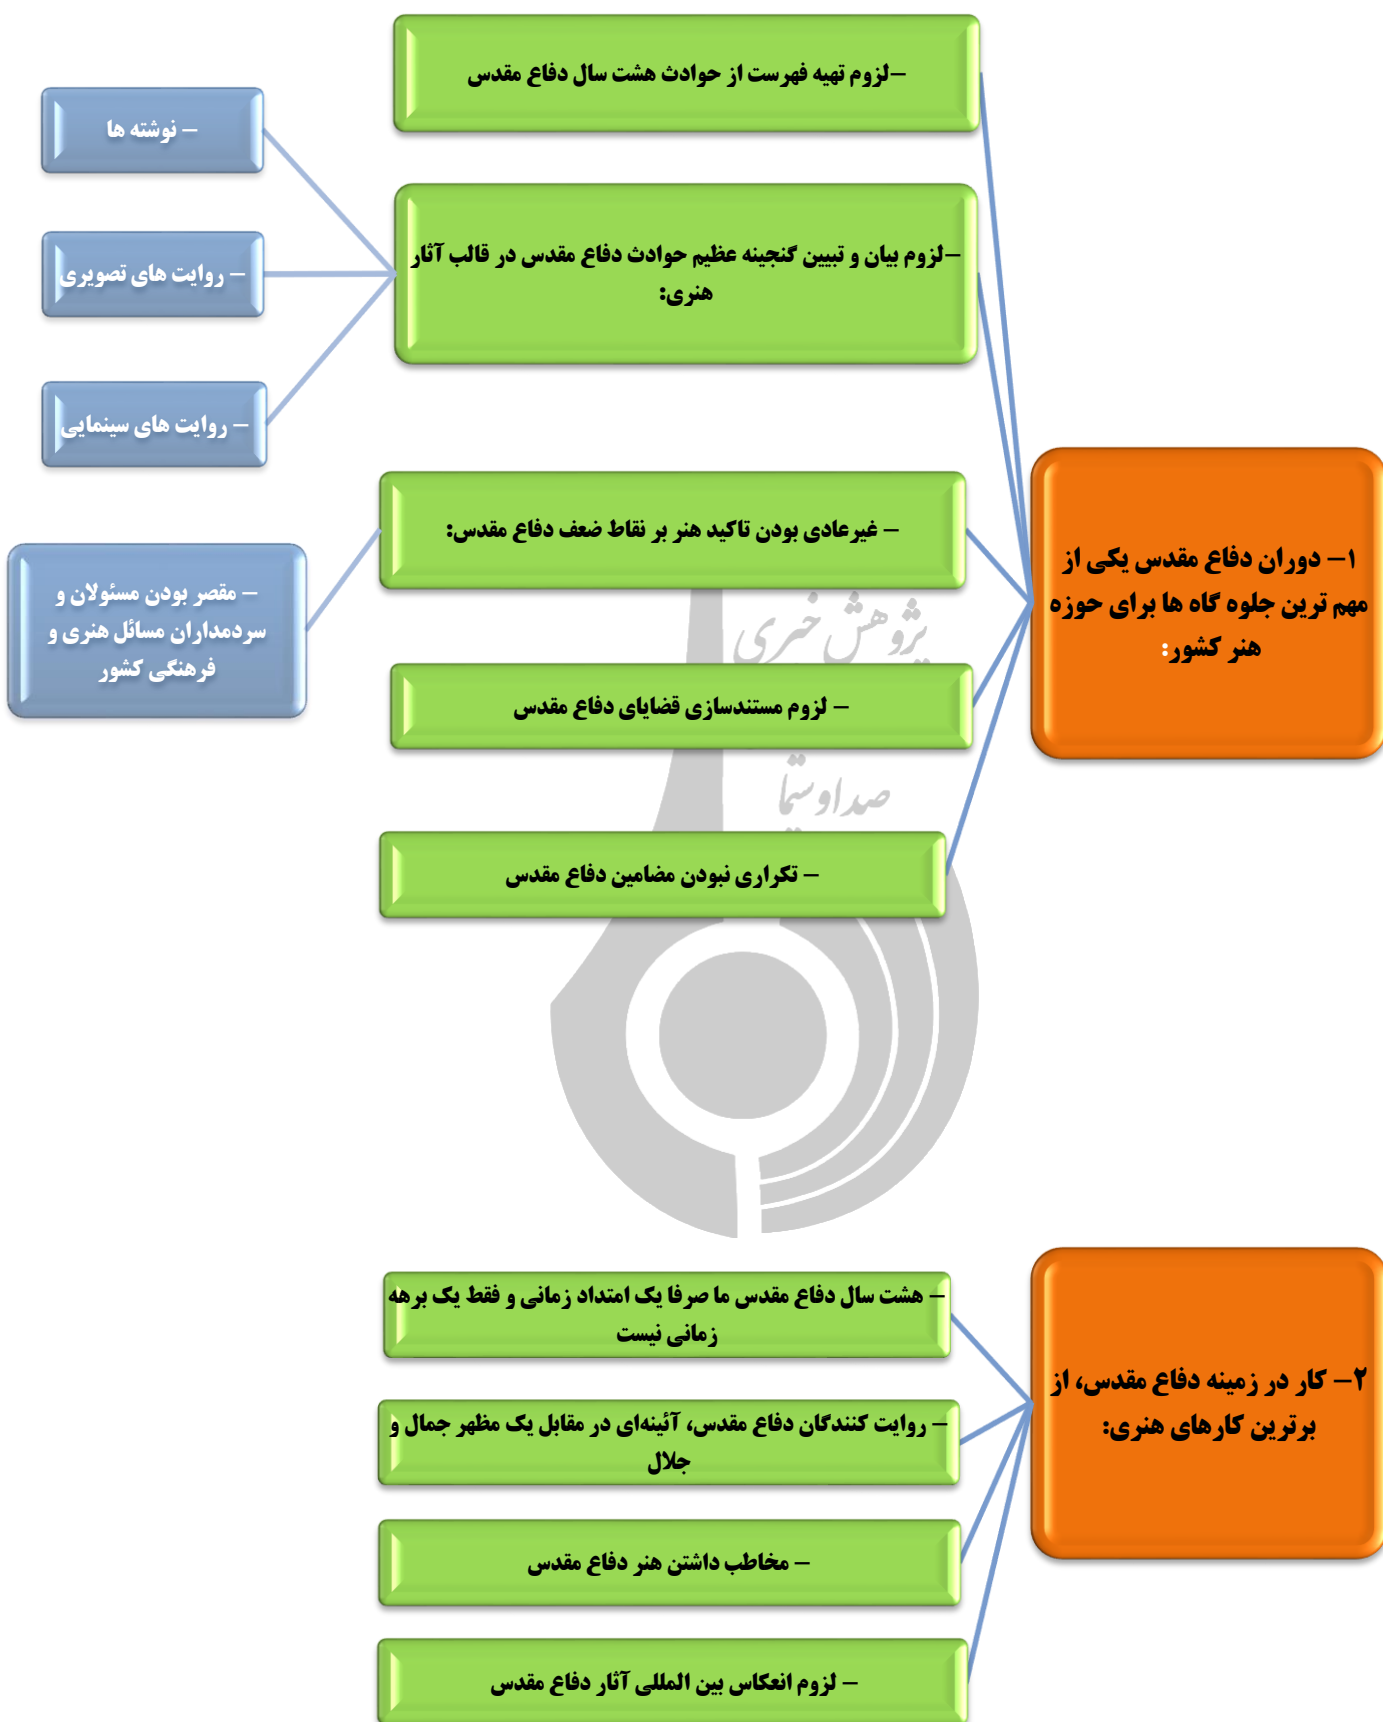 ۱- دوران دفاع مقدس یکی از
مهم ترین جلوه گاه ها برای حوزه
هنر کشور:
-لزوم تهیه فهرست از حوادث هشت سال دفاع مقدس
-لزوم بیان و تبیین گنجینه عظیم حوادث دفاع مقدس در قالب آثار
هنری:
- نوشته ها
- روایت های تصویری
- روایت های سینمایی
- غیرعادی بودن تاکید هنر بر نقاط ضعف دفاع مقدس:
- مقصر بودن مسئولان و
سردمداران مسائل هنری و
فرهنگی کشور
پژوهش خبری
- لزوم مستندسازی قضایای دفاع مقدس
صداوسیما
- تکراری نبودن مضامین دفاع مقدس
۲- کار در زمینه دفاع مقدس، از
برترین کارهای هنری:
- هشت سال دفاع مقدس ما صرفا یک امتداد زمانی و فقط یک برهه
زمانی نیست
- روایت کنندگان دفاع مقدس، آئینه‌ای در مقابل یک مظهر جمال و
جلال
- مخاطب داشتن هنر دفاع مقدس
- لزوم انعکاس بین المللی آثار دفاع مقدس